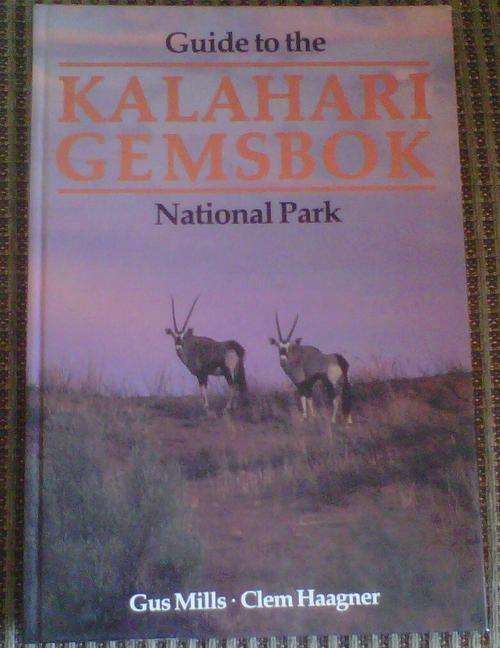 Guide to the
KALAHARI
GEMSBOK
National Park
Gus Mills · Clem Haagner